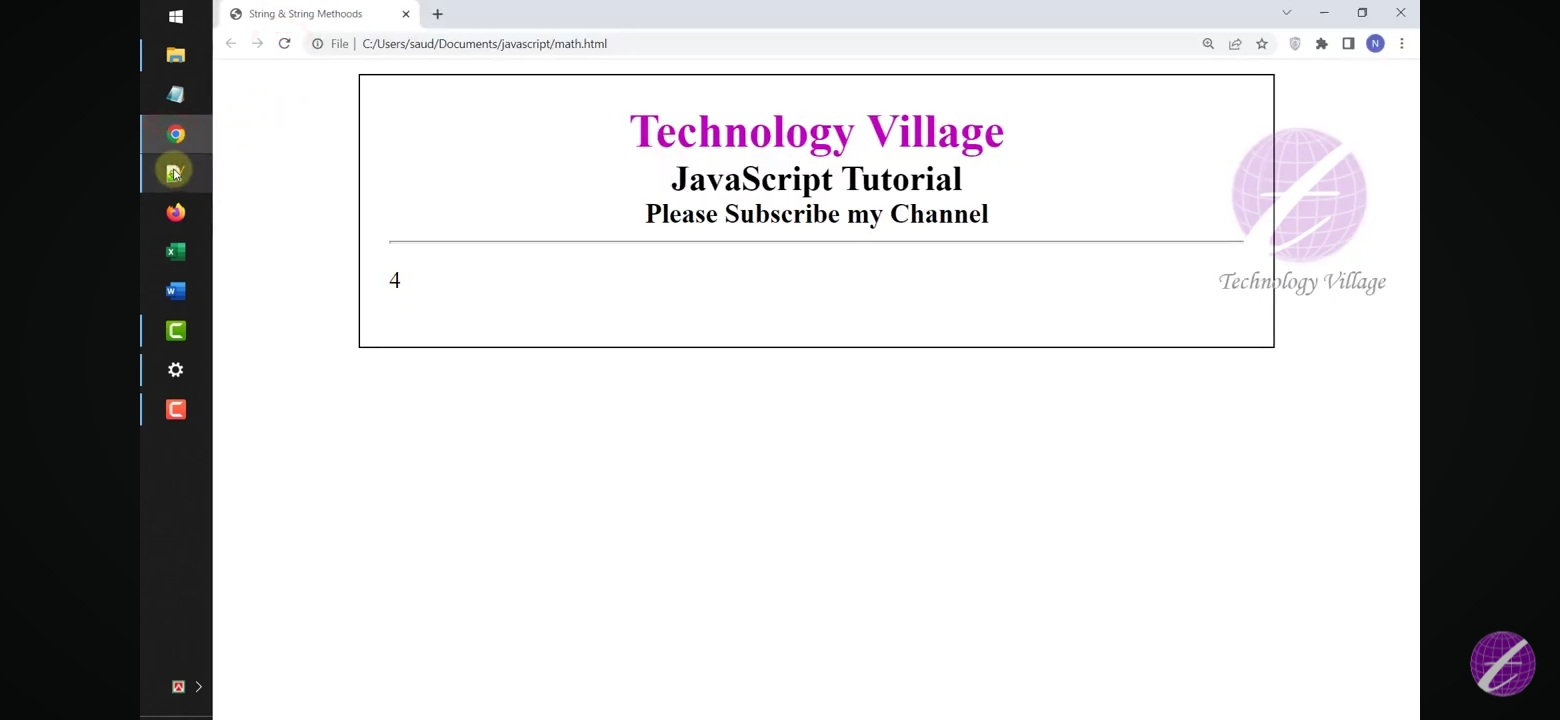 String & String Methoods
File | C:/Users/saud/Documents/javascript/math.html
N
Technology Village
JavaScript Tutorial
Please Subscribe my Channel
4
Technology Village